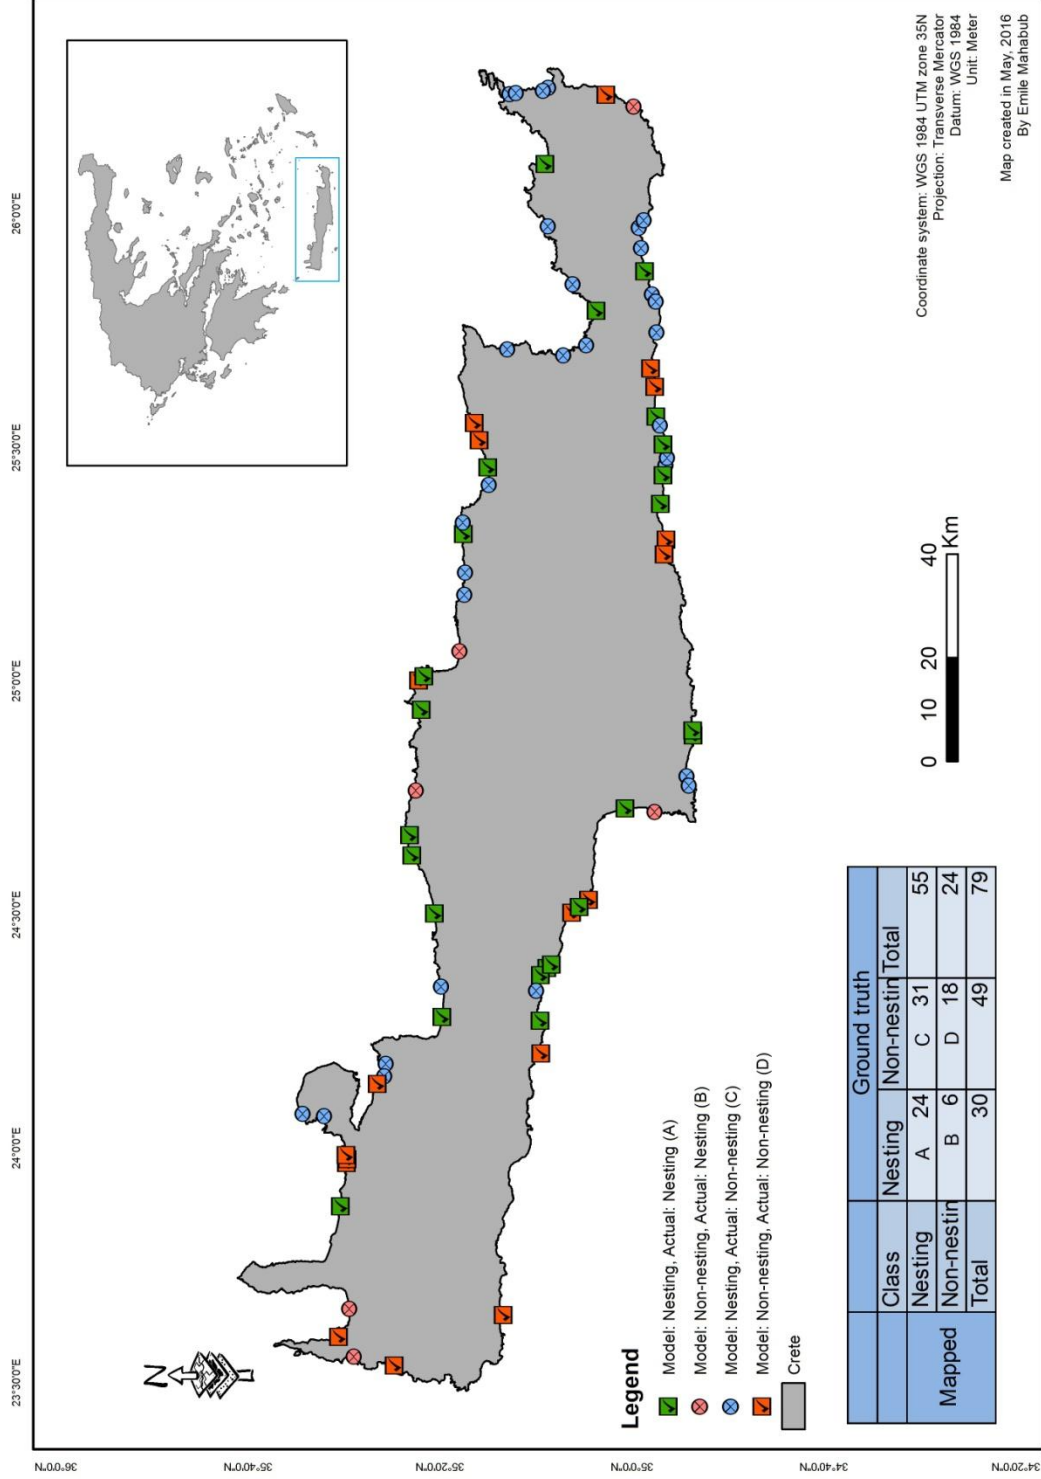 23°30'0"E
24°0'0"E
24°30'0"E
25°0'0"E
25°30'0"E
26°0'0"E
36°0'0"N
35°40'0"N
35°20'0"N
35°0'0"N
34°40'0"N
34°20'0"N
N
Legend
Model: Nesting, Actual: Nesting (A)
Model: Non-nesting, Actual: Nesting (B)
Model: Nesting, Actual: Non-nesting (C)
Model: Non-nesting, Actual: Non-nesting (D)
Crete
Ground truth
Class Nesting Non-nestin Total
Mapped
Nesting A 24 C 31 55
Non-nestin B 6 D 18 24
Total 30 49 79
0 10 20 40
Km
Coordinate system: WGS 1984 UTM zone 35N
Projection: Transverse Mercator
Datum: WGS 1984
Unit: Meter
Map created in May, 2016
By Emile Mahabub